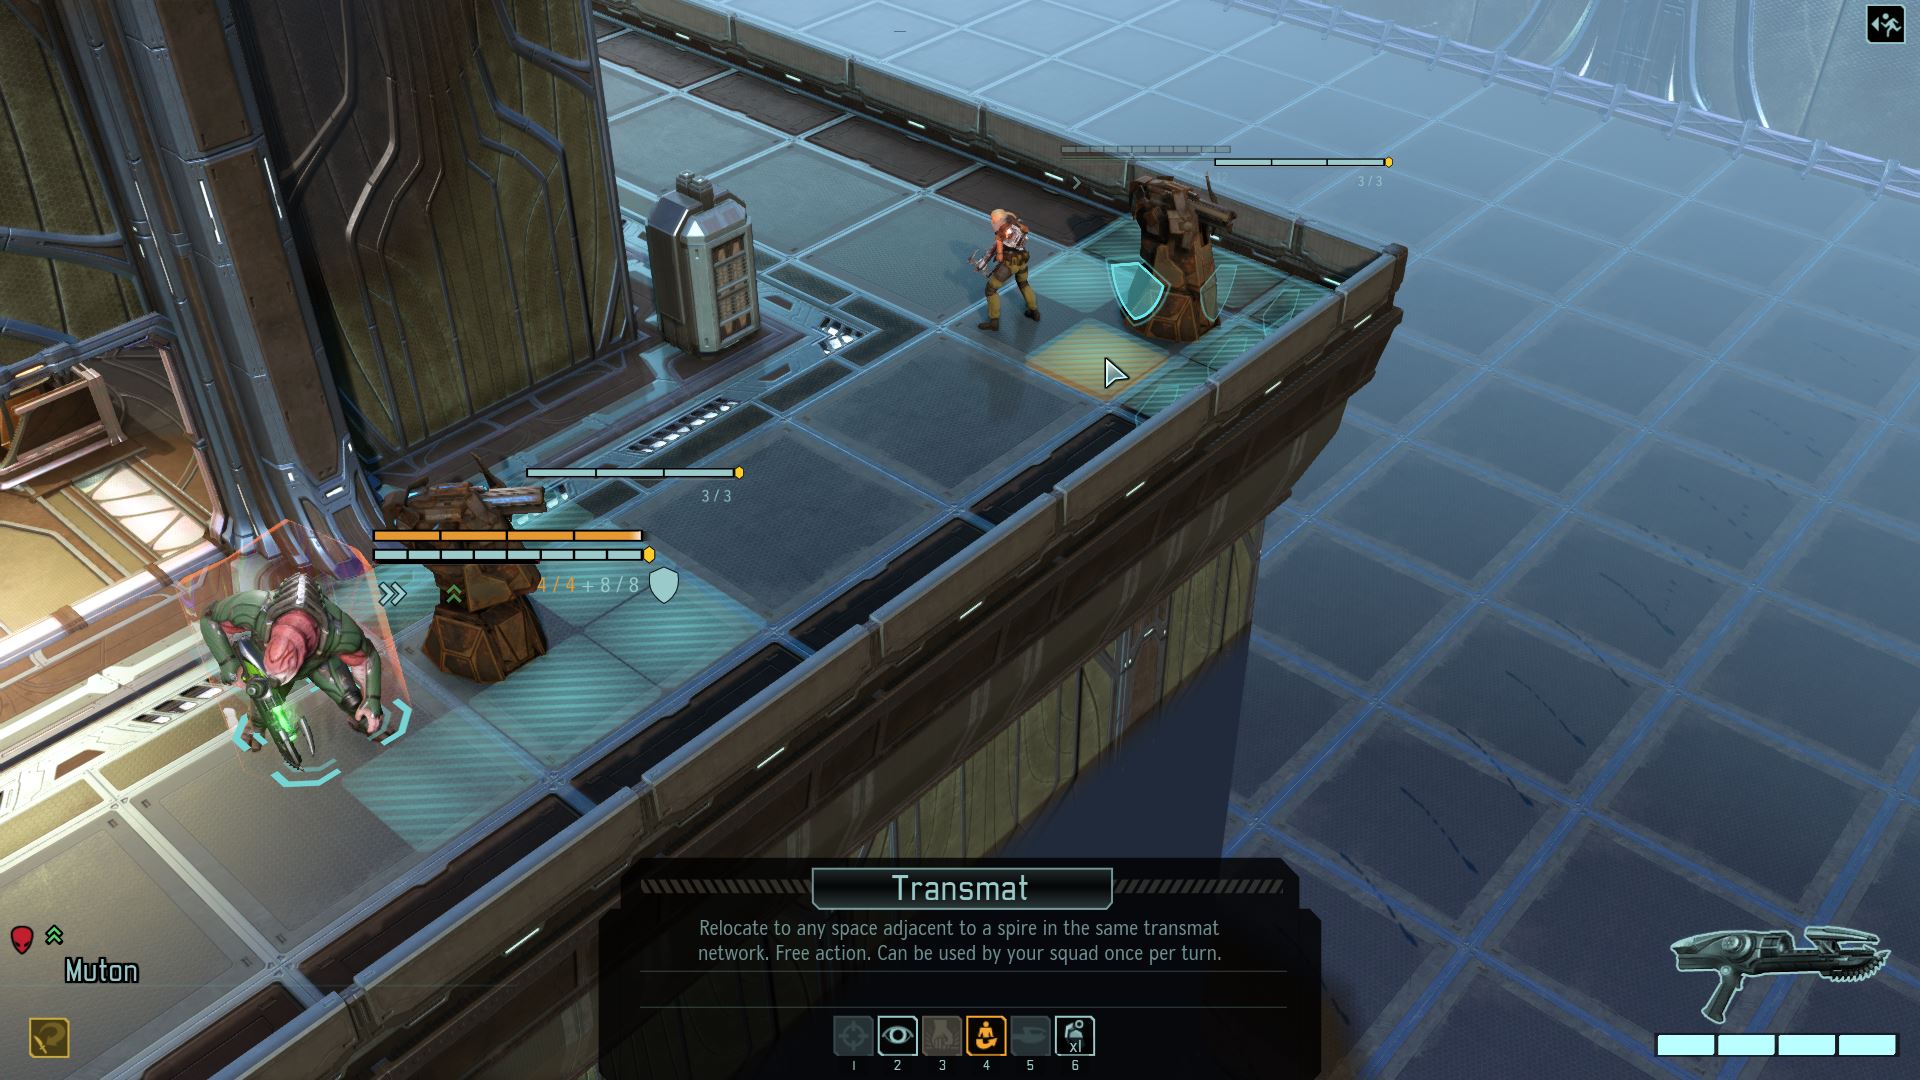 3 / 3
3 / 3
4 / 4 + 8 / 8
Transmat
Relocate to any space adjacent to a spire in the same transmat
network. Free action. Can be used by your squad once per turn.
Muton
x1
1 2 3 4 5 6